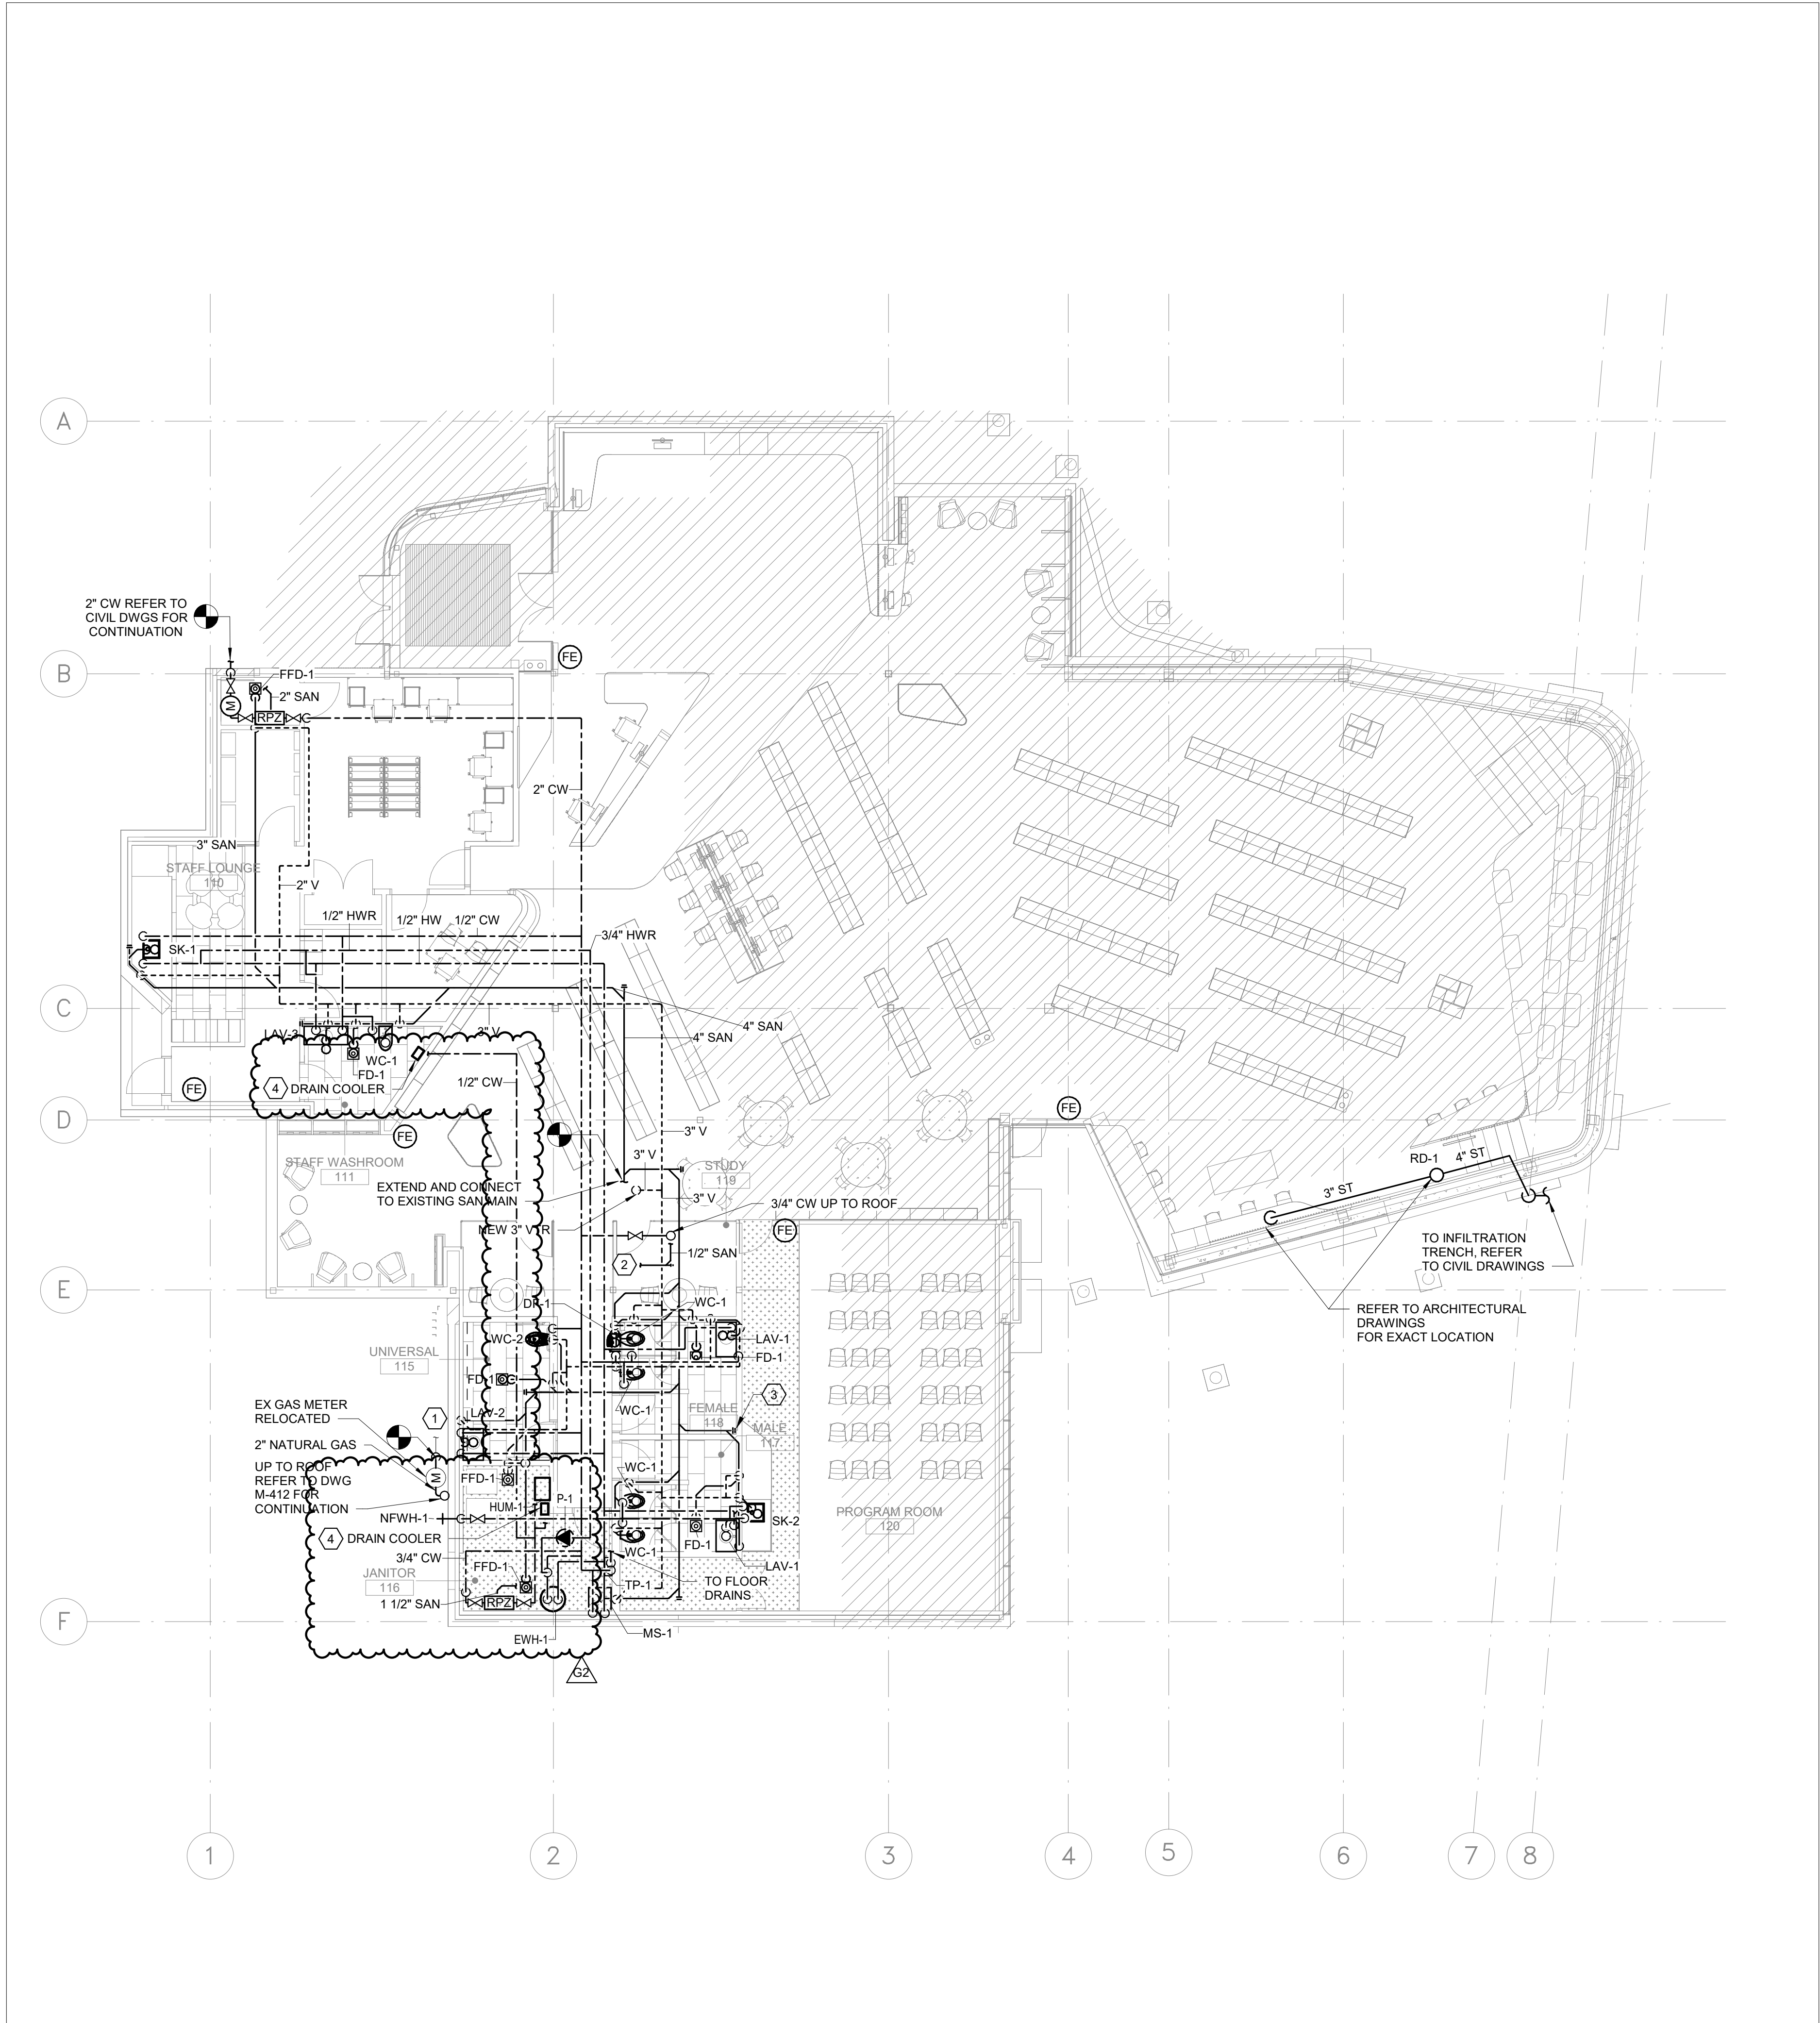 A
2" CW REFER TO
CIVIL DWGS FOR
CONTINUATION
FE
B
FFD-1
2" SAN
M
RPZ
2" CW
3" SAN
STAFF LOUNGE
110
2" V
1/2" HWR
1/2" HW
1/2" CW
3/4" HWR
SK-1
C
4" SAN
4" SAN
LAV-3
3" V
WC-1
FD-1
1/2" CW
FE
4
DRAIN COOLER
FE
D
FE
3" V
STAFF WASHROOM
111
3" V
STUDY
119
RD-1
4" ST
EXTEND AND CONNECT
TO EXISTING SAN MAIN
3" V
3" ST
3/4" CW UP TO ROOF
NEW 3" VTR
FE
TO INFILTRATION
TRENCH, REFER
TO CIVIL DRAWINGS
1/2" SAN
2
E
DF-1
WC-1
REFER TO ARCHITECTURAL
DRAWINGS
FOR EXACT LOCATION
WC-2
LAV-1
UNIVERSAL
115
FD-1
FD-1
3
EX GAS METER
RELOCATED
1
LAV-2
WC-1
FEMALE
118
MALE
117
2" NATURAL GAS
UP TO ROOF
REFER TO DWG
M-412 FOR
CONTINUATION
M
FFD-1
WC-1
HUM-1
P-1
NFWH-1
SK-2
PROGRAM ROOM
120
4
DRAIN COOLER
FD-1
WC-1
3/4" CW
FFD-1
LAV-1
JANITOR
116
TP-1
TO FLOOR
DRAINS
1 1/2" SAN
RPZ
F
EWH-1
MS-1
G2
1
2
3
4
5
6
7
8